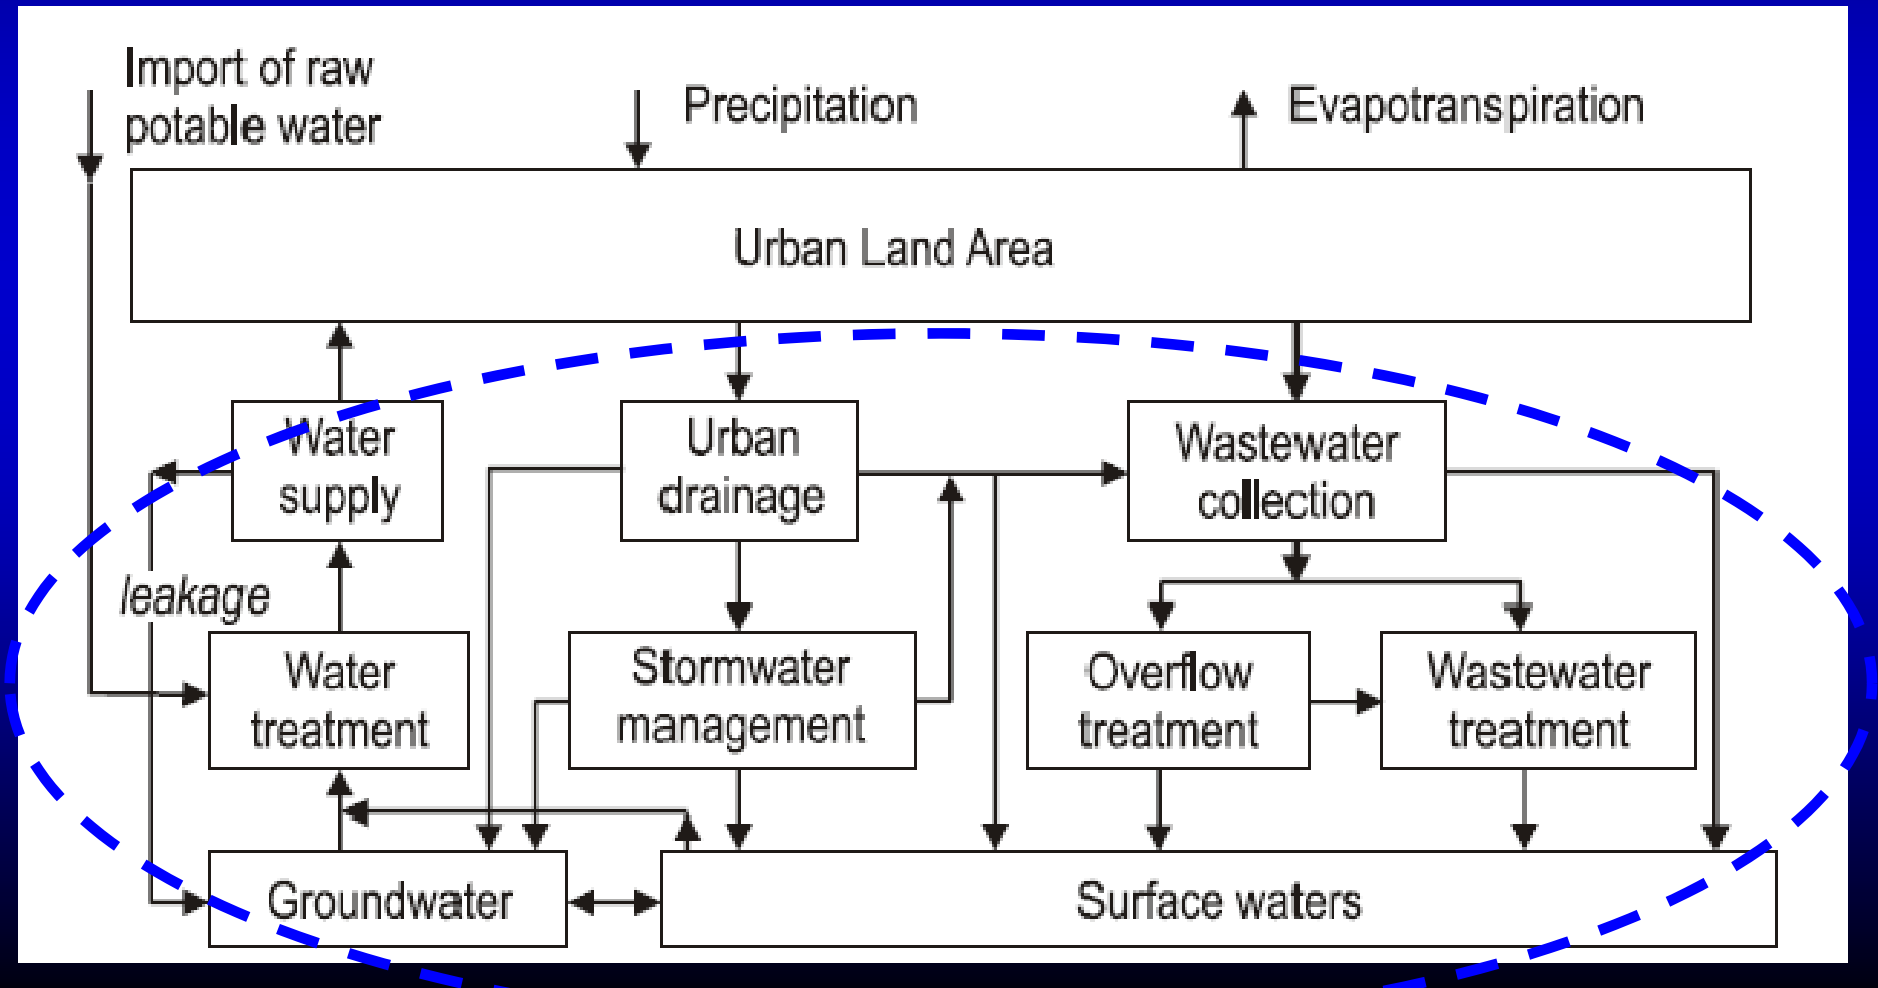 Import of raw
potable water
Precipitation
Evapotranspiration
Urban Land Area
Water
supply
Urban
drainage
Wastewater
collection
leakage
Water
treatment
Stormwater
management
Overflow
treatment
Wastewater
treatment
Groundwater
Surface waters